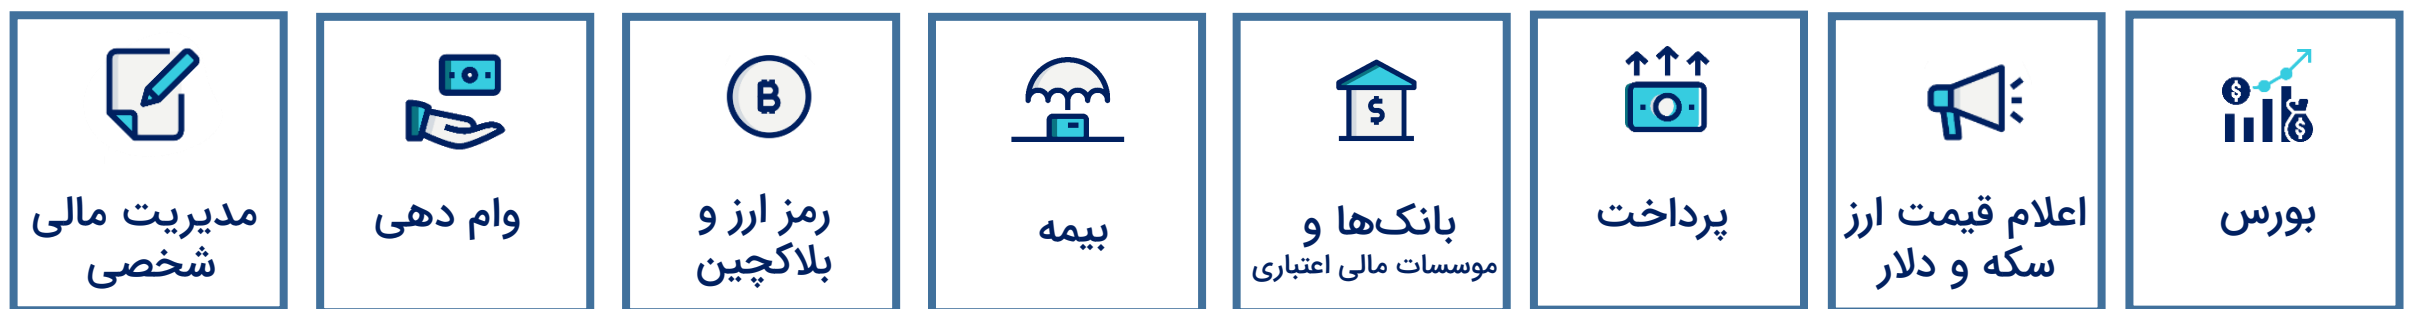 بورس
اعلام قیمت ارز
سکه و دلار
پرداخت
بانک‌ها و
موسسات مالی اعتباری
بیمه
رمز ارز و
بلاکچین
وام دهی
مدیریت مالی
شخصی